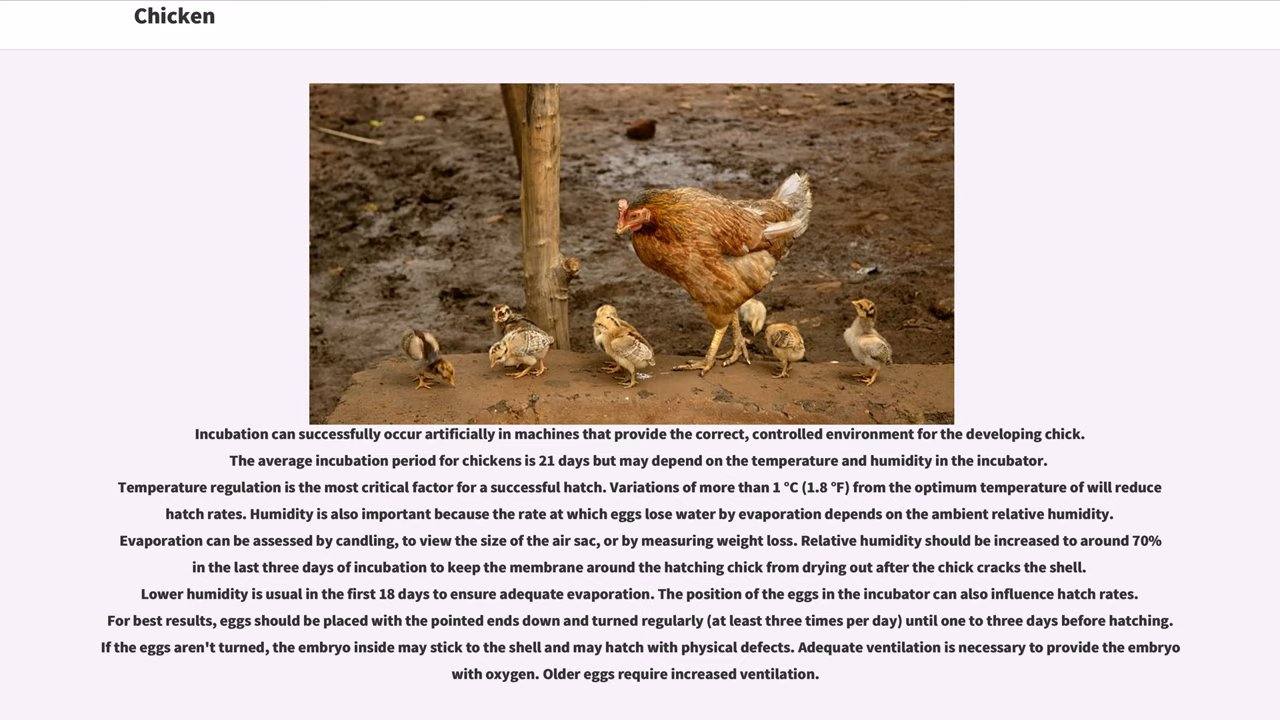 Chicken
Incubation can successfully occur artificially in machines that provide the correct, controlled environment for the developing chick.
The average incubation period for chickens is 21 days but may depend on the temperature and humidity in the incubator.
Temperature regulation is the most critical factor for a successful hatch. Variations of more than 1 °C (1.8 °F) from the optimum temperature of will reduce
hatch rates. Humidity is also important because the rate at which eggs lose water by evaporation depends on the ambient relative humidity.
Evaporation can be assessed by candling, to view the size of the air sac, or by measuring weight loss. Relative humidity should be increased to around 70%
in the last three days of incubation to keep the membrane around the hatching chick from drying out after the chick cracks the shell.
Lower humidity is usual in the first 18 days to ensure adequate evaporation. The position of the eggs in the incubator can also influence hatch rates.
For best results, eggs should be placed with the pointed ends down and turned regularly (at least three times per day) until one to three days before hatching.
If the eggs aren't turned, the embryo inside may stick to the shell and may hatch with physical defects. Adequate ventilation is necessary to provide the embryo
with oxygen. Older eggs require increased ventilation.